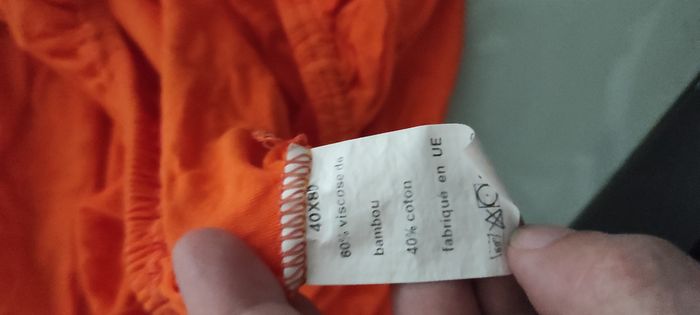 40X80
60% viscose de
bambou
40% coton
fabriqué en UE